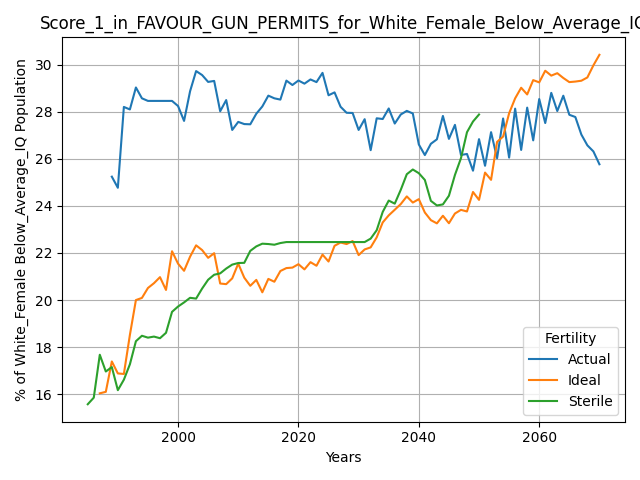 Score_1_in_FAVOUR_GUN_PERMITS_for_White_Female_Below_Average_IQ
% of White_Female Below_Average_IQ Population
30
28
26
24
22
20
18
16
Fertility
Actual
Ideal
Sterile
2000
2020
2040
2060
Years